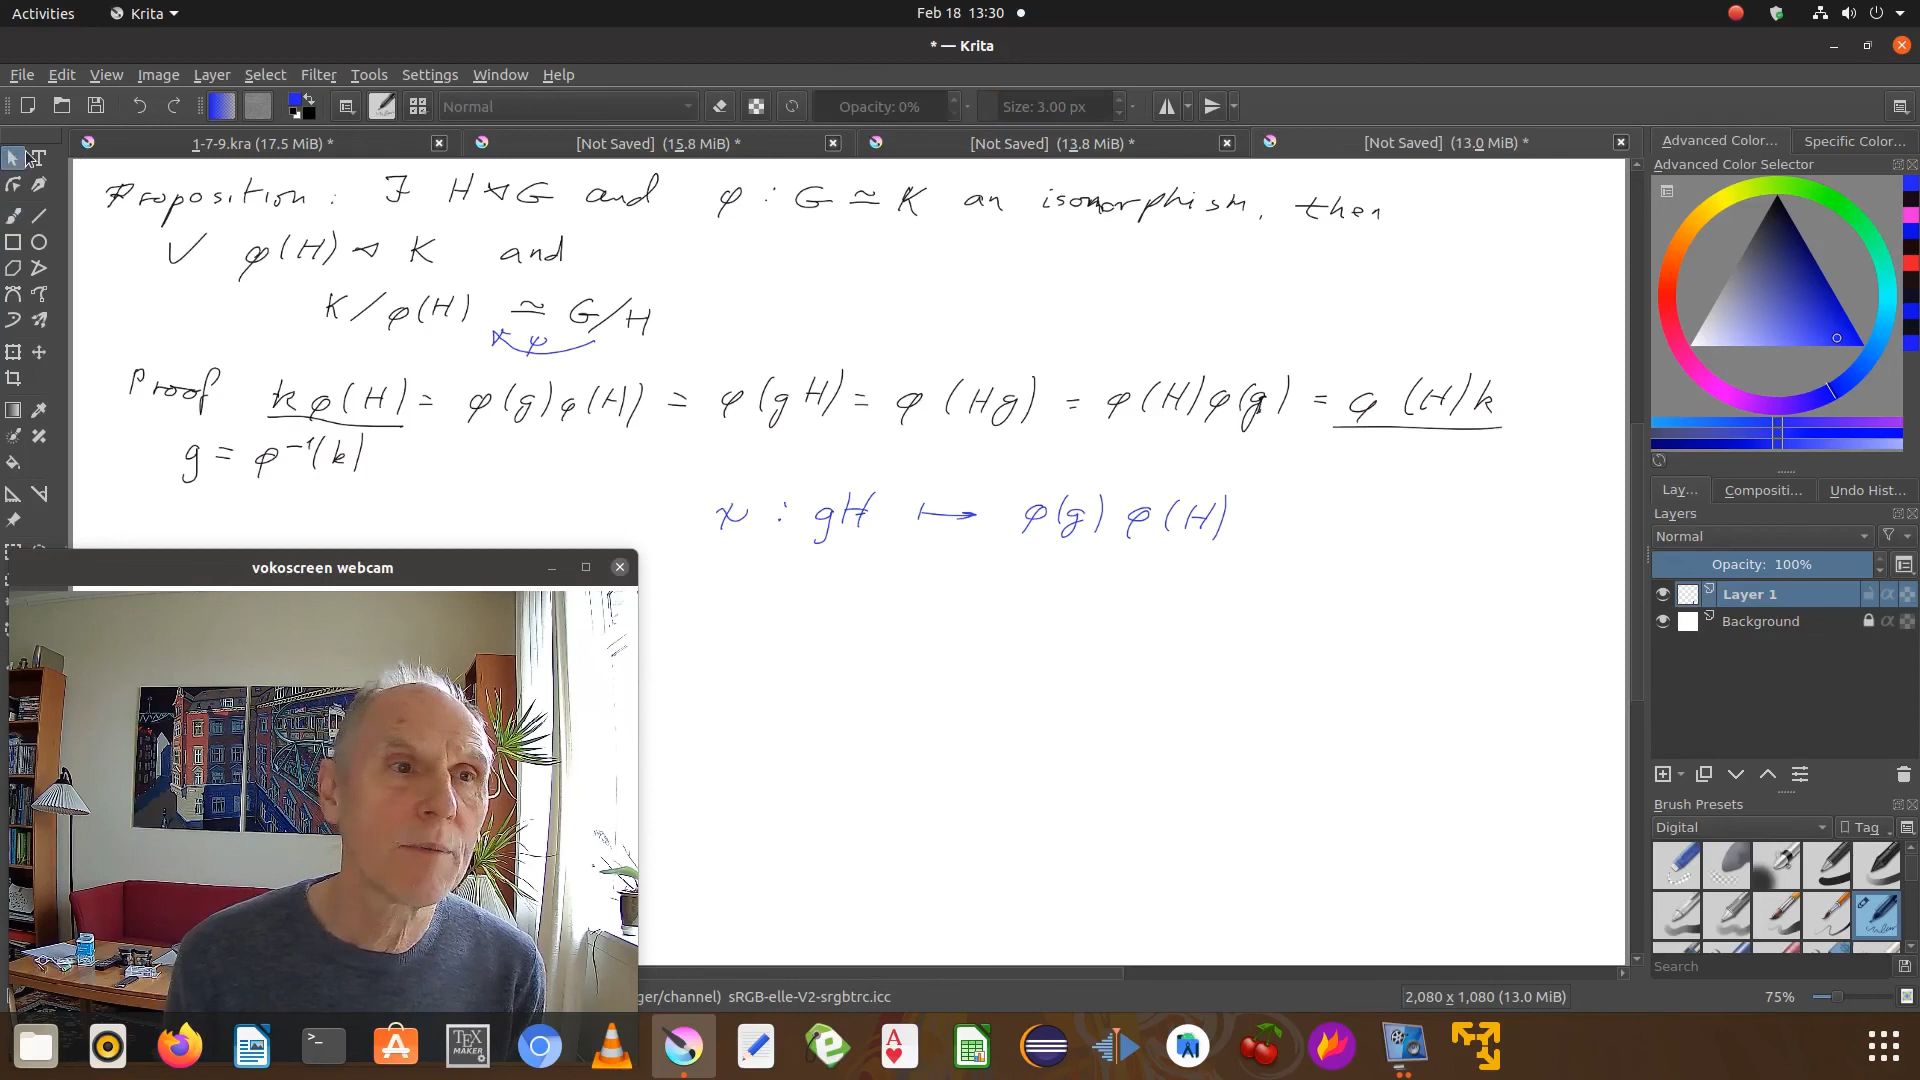 Activities Krita Feb 18 13:30
* — Krita
File Edit View Image Layer Select Filter Tools Settings Window Help
Normal Opacity: 0% Size: 3.00 px
1-7-9.kra (17.5 MiB) * [Not Saved] (15.8 MiB) * [Not Saved] (13.8 MiB) * [Not Saved] (13.0 MiB) *
Advanced Color... Specific Color...
Advanced Color Selector
Proposition : If H ⊲ G and φ : G ≃ K an isomorphism, then
√ φ(H) ⊲ K and
K/φ(H) ≃ G/H
ψ
Proof kφ(H) = φ(g)φ(H) = φ(gH) = φ(Hg) = φ(H)φ(g) = φ(H)k
g = φ⁻¹(k)
: gH ↦ φ(g) φ(H)
Lay... Compositi... Undo Hist...
Layers
Normal
Opacity: 100%
Layer 1
Background
vokoscreen webcam
Brush Presets
Digital Tag
Search
ger/channel) sRGB-elle-V2-srgbtrc.icc 2,080 x 1,080 (13.0 MiB) 75%
TEX MAKER